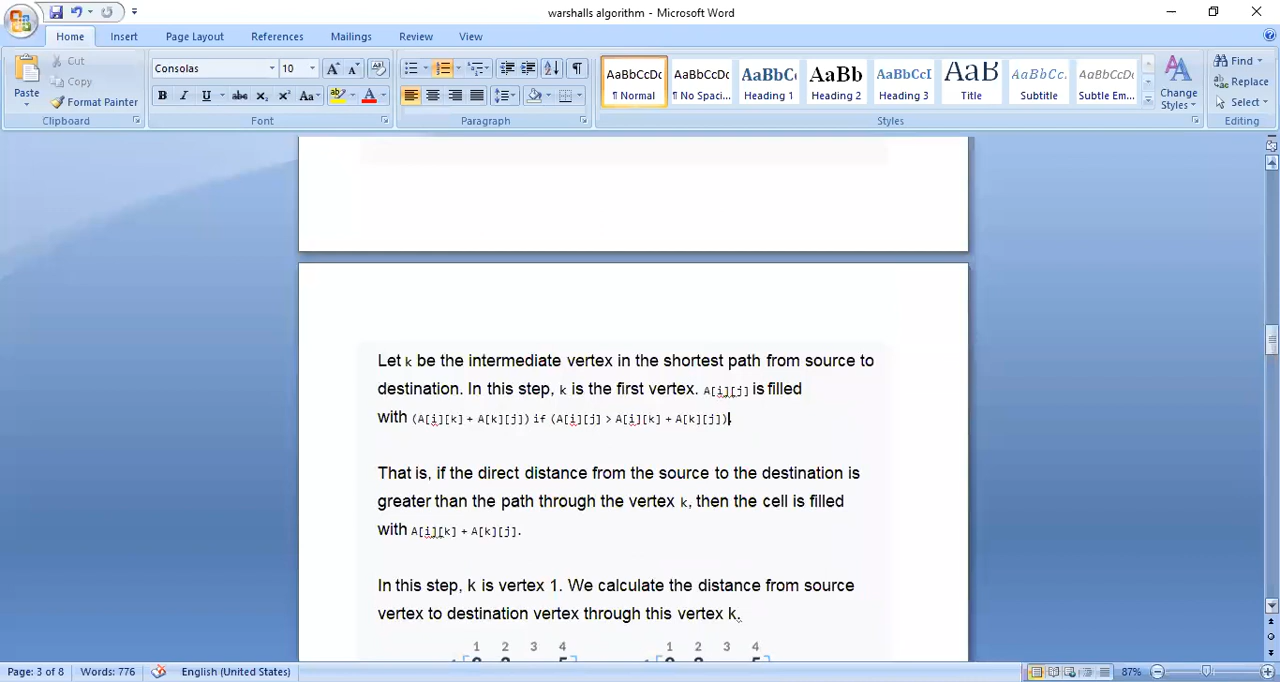 warshalls algorithm - Microsoft Word
Home Insert Page Layout References Mailings Review View
Paste
Cut
Copy
Format Painter
Clipboard
Consolas 10
B I U abc X₂ X² Aa
Font
Paragraph
AaBbCcDc AaBbCcDc AaBbC AaBb AaBbCcI AaB AaBbCc. AaBbCcDc
¶ Normal ¶ No Spaci... Heading 1 Heading 2 Heading 3 Title Subtitle Subtle Em...
Change Styles
Styles
Find
Replace
Select
Editing
Let k be the intermediate vertex in the shortest path from source to
destination. In this step, k is the first vertex. A[i][j] is filled
with (A[i][k] + A[k][j]) if (A[i][j] > A[i][k] + A[k][j]).
That is, if the direct distance from the source to the destination is
greater than the path through the vertex k, then the cell is filled
with A[i][k] + A[k][j].
In this step, k is vertex 1. We calculate the distance from source
vertex to destination vertex through this vertex k.
1 2 3 4 1 2 3 4
Page: 3 of 8 Words: 776 English (United States) 87%